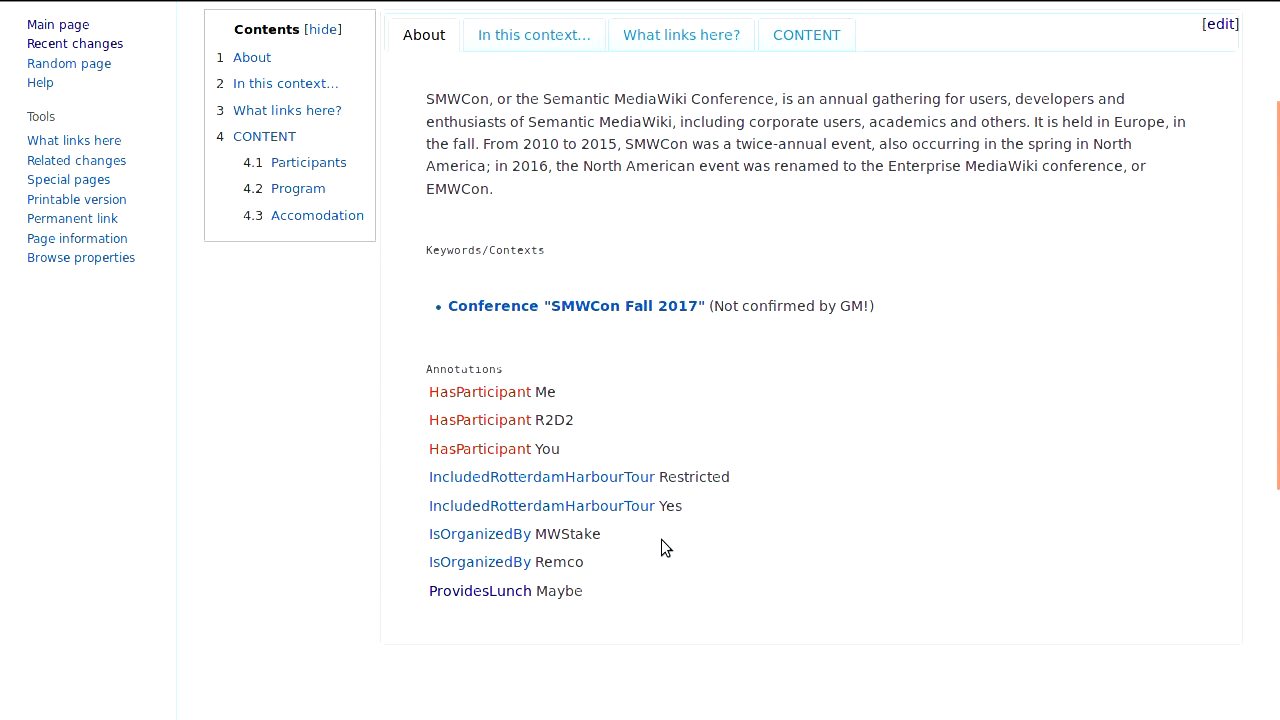 Main page
Recent changes
Random page
Help
Tools
What links here
Related changes
Special pages
Printable version
Permanent link
Page information
Browse properties
Contents [hide]
1 About
2 In this context...
3 What links here?
4 CONTENT
4.1 Participants
4.2 Program
4.3 Accomodation
About
In this context...
What links here?
CONTENT
[edit]
SMWCon, or the Semantic MediaWiki Conference, is an annual gathering for users, developers and
enthusiasts of Semantic MediaWiki, including corporate users, academics and others. It is held in Europe, in
the fall. From 2010 to 2015, SMWCon was a twice-annual event, also occurring in the spring in North
America; in 2016, the North American event was renamed to the Enterprise MediaWiki conference, or
EMWCon.
Keywords/Contexts
• Conference "SMWCon Fall 2017" (Not confirmed by GM!)
Annotations
HasParticipant Me
HasParticipant R2D2
HasParticipant You
IncludedRotterdamHarbourTour Restricted
IncludedRotterdamHarbourTour Yes
IsOrganizedBy MWStake
IsOrganizedBy Remco
ProvidesLunch Maybe